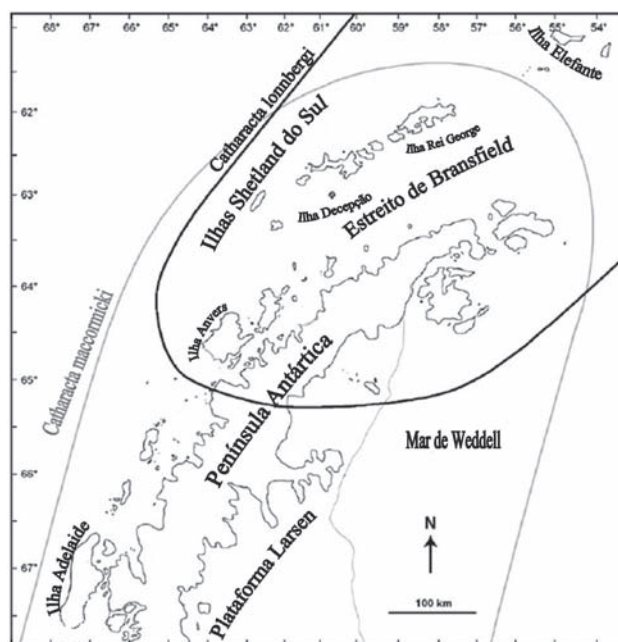 68° 67° 66° 65° 64° 63° 62° 61° 60° 59° 58° 57° 56° 55° 54°
Ilha Elefante
Catharacta lonnbergi
62°
Ilhas Shetland do Sul
Ilha Rei George
Estreito de Bransfield
63°
Ilha Decepção
64°
Ilha Anvers
Catharacta maccormicki
65°
Península Antártica
Mar de Weddell
66°
N
Plataforma Larsen
Ilha Adelaide
67°
100 km